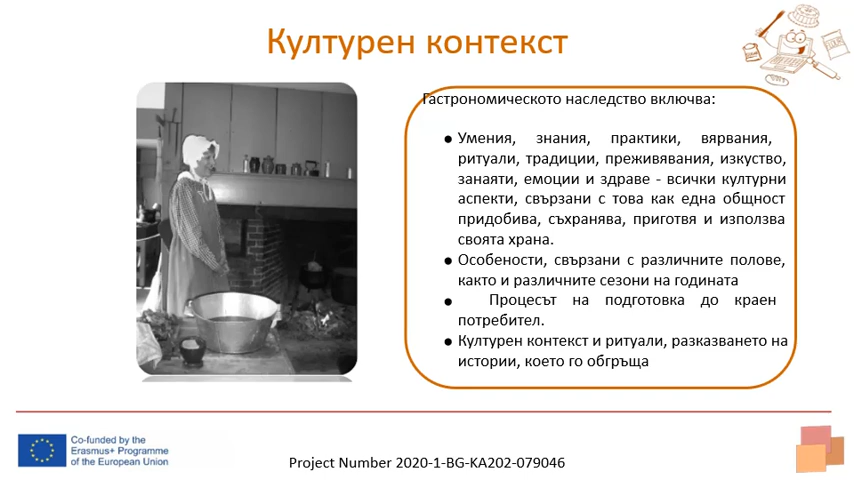 Културен контекст
Гастрономическото наследство включва:
● Умения, знания, практики, вярвания,
ритуали, традиции, преживявания, изкуство,
занаяти, емоции и здраве - всички културни
аспекти, свързани с това как една общност
придобива, съхранява, приготвя и използва
своята храна.
● Особености, свързани с различните полове,
както и различните сезони на годината
● Процесът на подготовка до краен
потребител.
● Културен контекст и ритуали, разказването на
истории, което го обгръща
Co-funded by the
Erasmus+ Programme
of the European Union
Project Number 2020-1-BG-KA202-079046